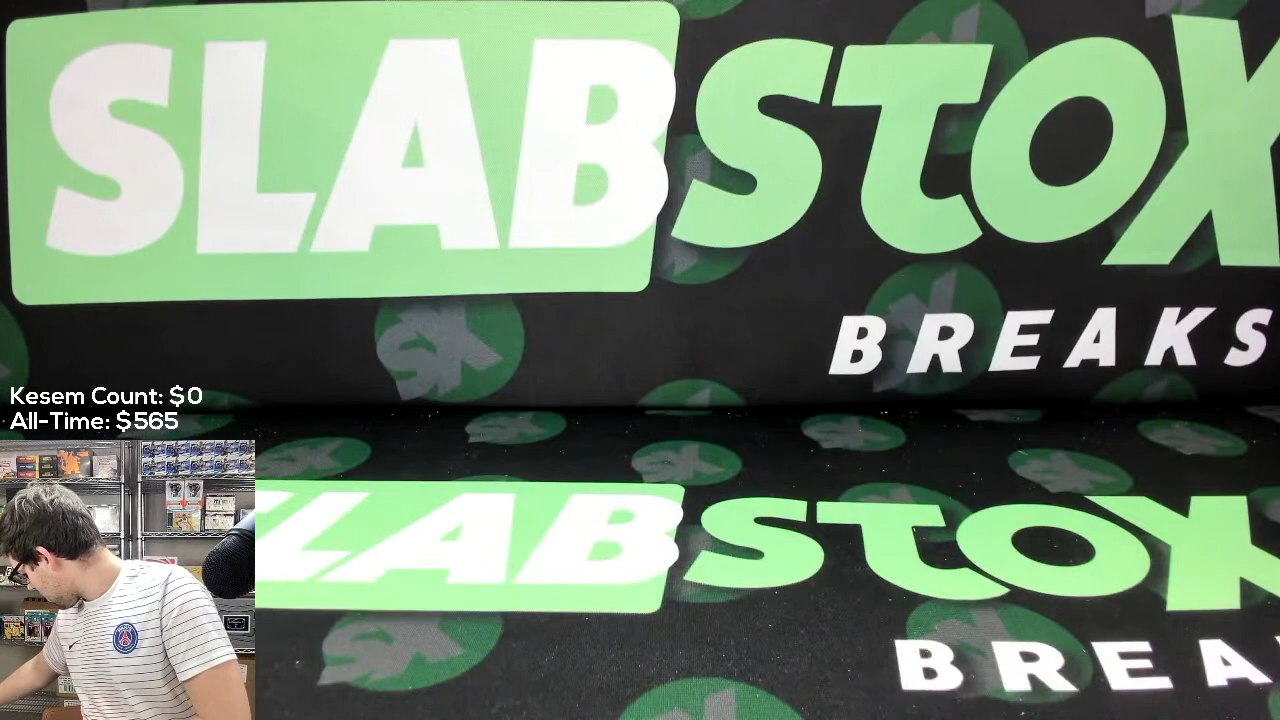 SLABSTOX
BREAKS
Kesem Count: $0
All-Time: $565
SLABSTOX
BREA